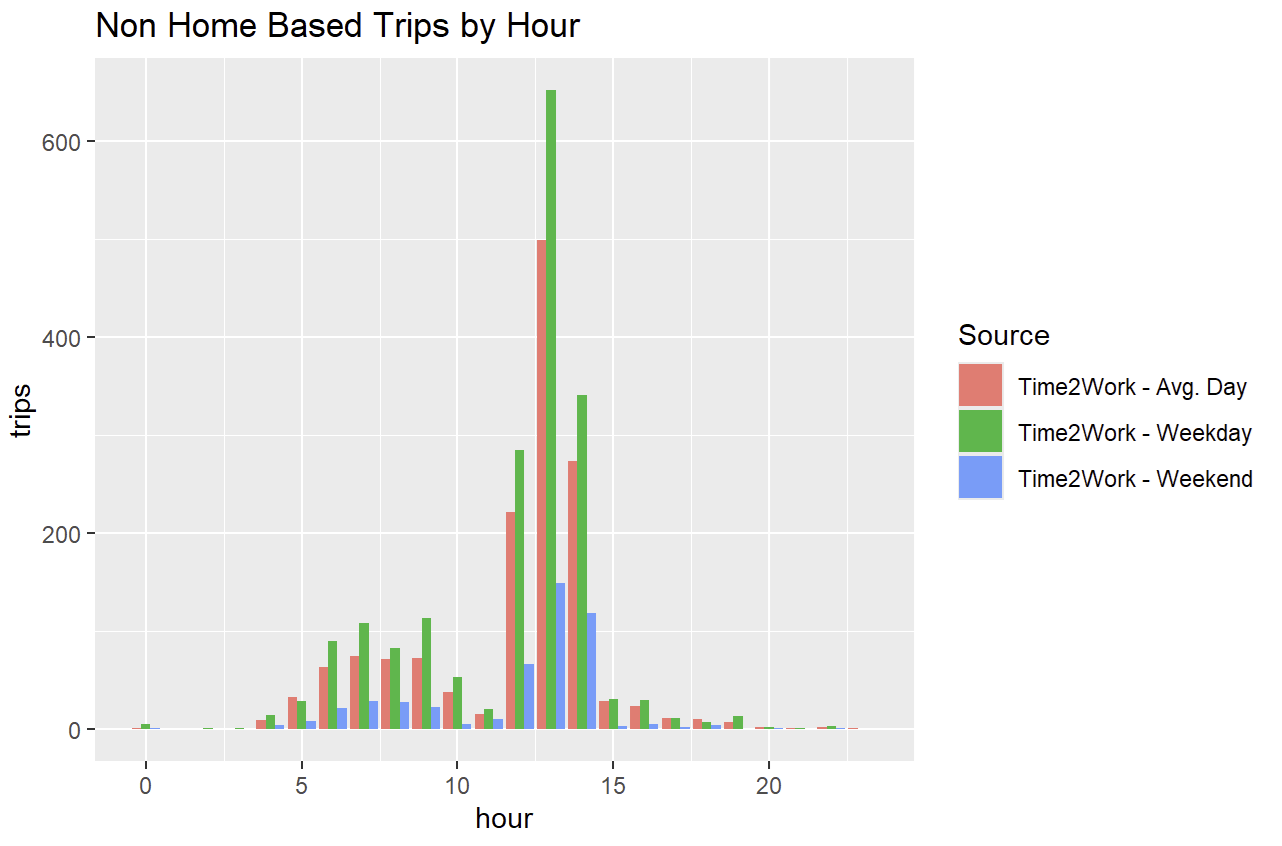 Non Home Based Trips by Hour
600
400
200
0
trips
0 5 10 15 20
hour
Source
Time2Work - Avg. Day
Time2Work - Weekday
Time2Work - Weekend